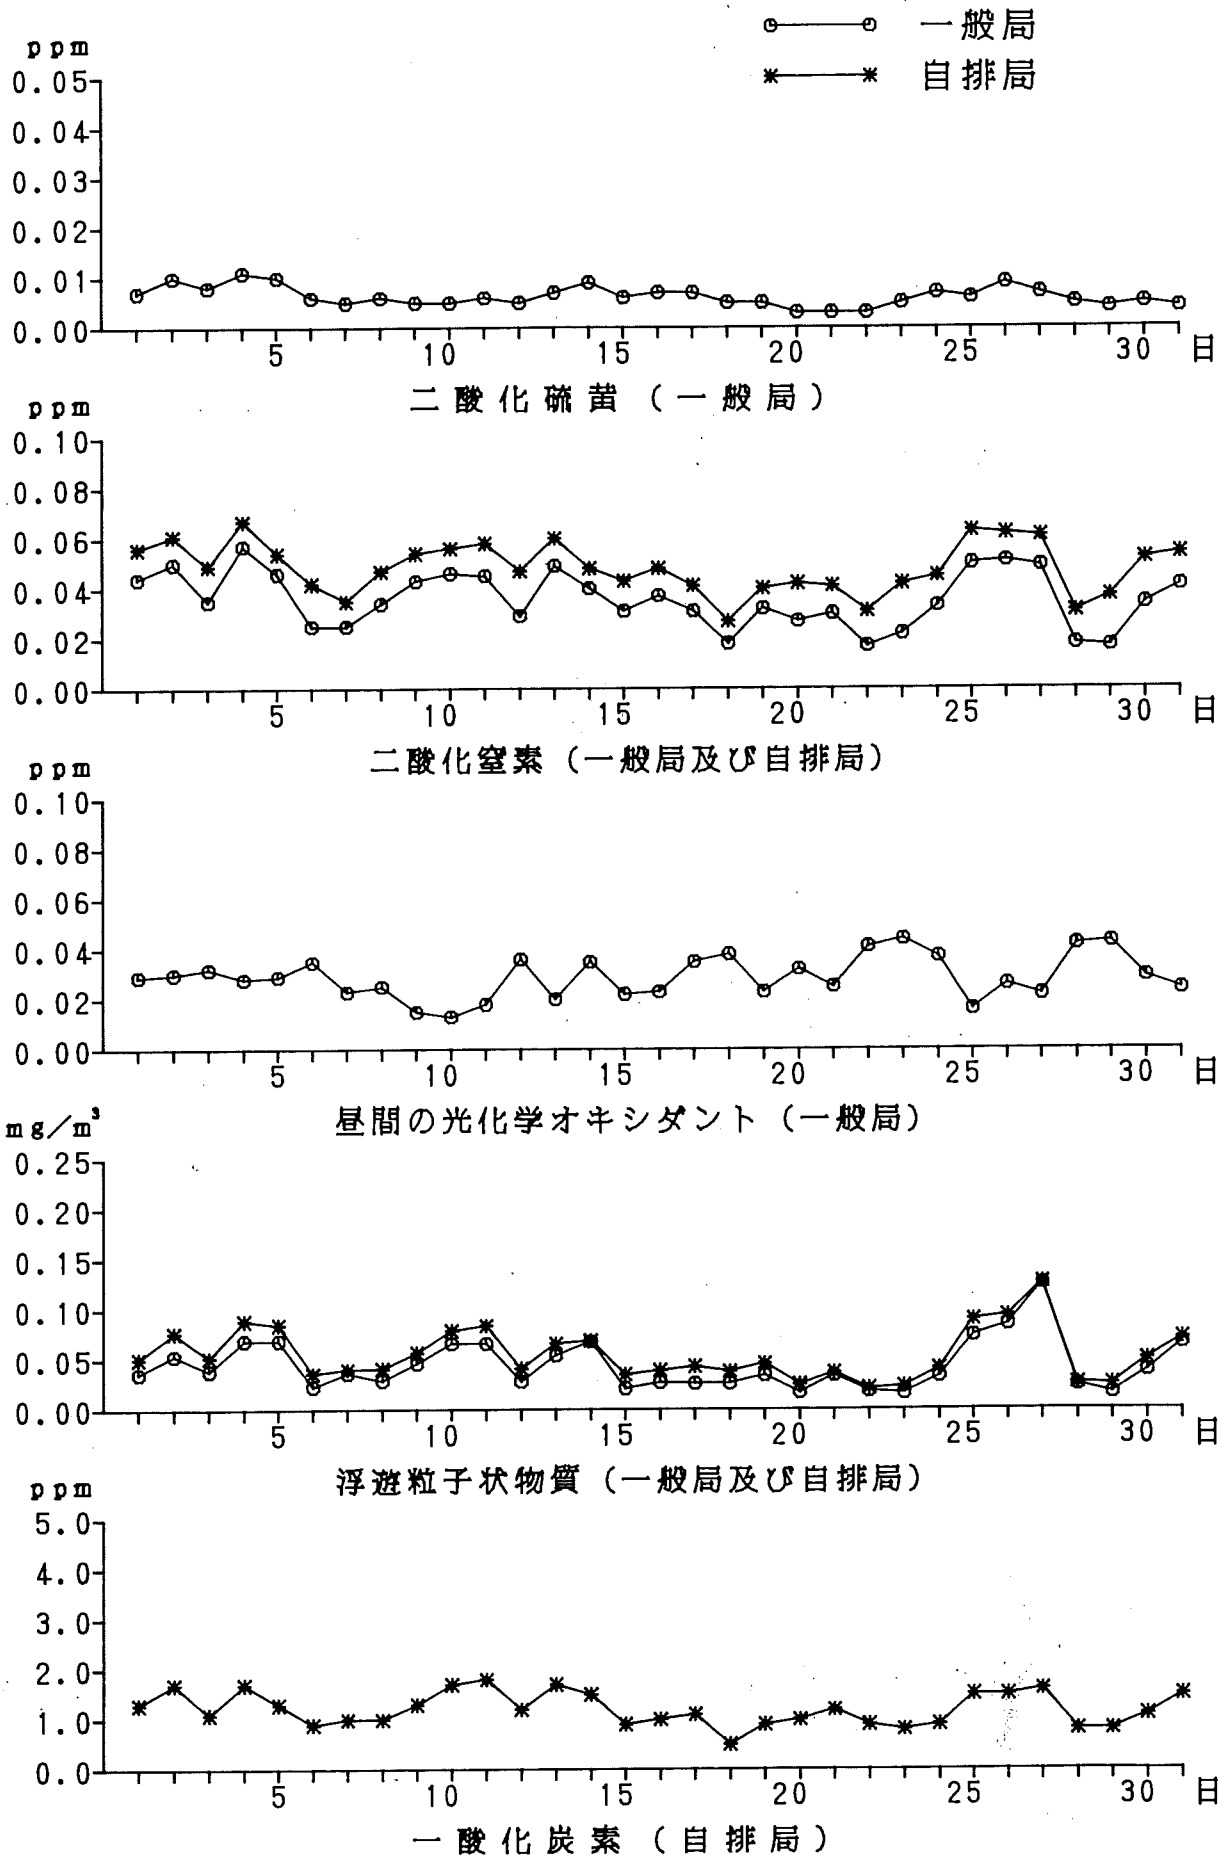 一般局
自排局
ppm
0.05
0.04
0.03
0.02
0.01
0.00
5 10 15 20 25 30 日
二酸化硫黄（一般局）
ppm
0.10
0.08
0.06
0.04
0.02
0.00
5 10 15 20 25 30 日
二酸化窒素（一般局及び自排局）
ppm
0.10
0.08
0.06
0.04
0.02
0.00
5 10 15 20 25 30 日
昼間の光化学オキシダント（一般局）
mg/m³
0.25
0.20
0.15
0.10
0.05
0.00
5 10 15 20 25 30 日
浮遊粒子状物質（一般局及び自排局）
ppm
5.0
4.0
3.0
2.0
1.0
0.0
5 10 15 20 25 30 日
一酸化炭素（自排局）